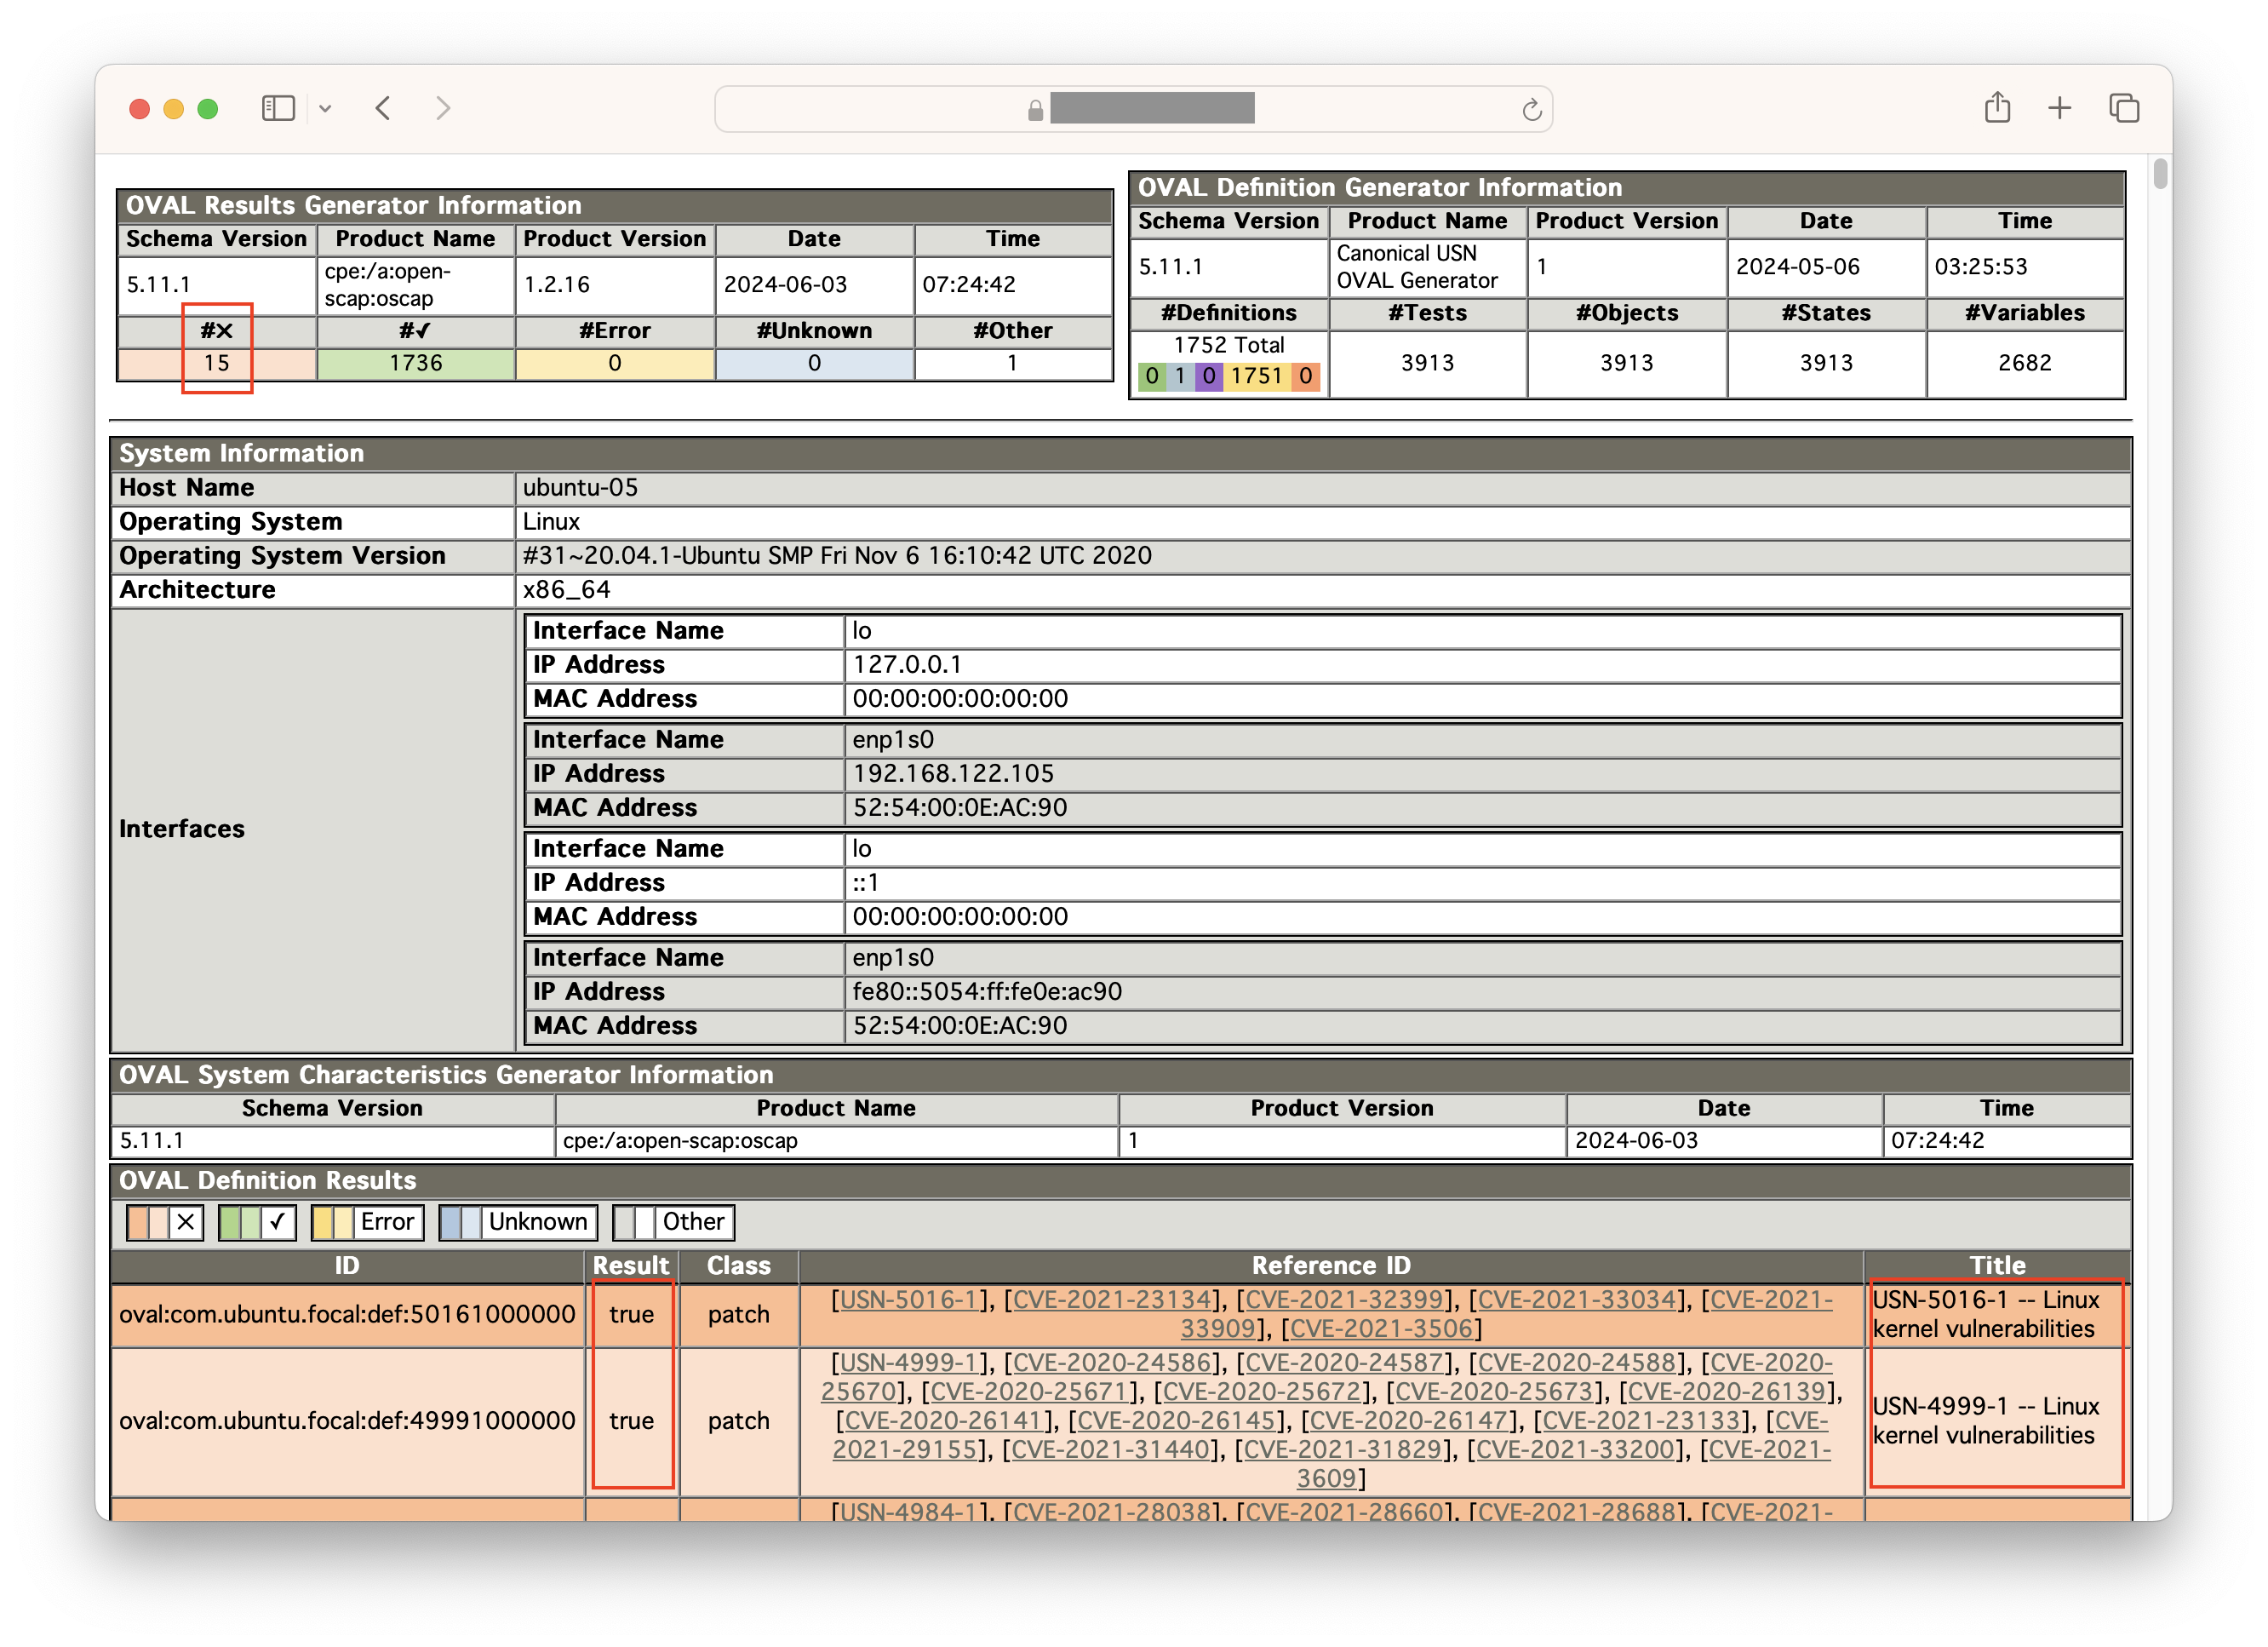 OVAL Results Generator Information
Schema Version Product Name Product Version Date Time
5.11.1 cpe:/a:open-scap:oscap 1.2.16 2024-06-03 07:24:42
#✕ #✓ #Error #Unknown #Other
15 1736 0 0 1
OVAL Definition Generator Information
Schema Version Product Name Product Version Date Time
5.11.1 Canonical USN OVAL Generator 1 2024-05-06 03:25:53
#Definitions #Tests #Objects #States #Variables
1752 Total
0 1 0 1751 0 3913 3913 3913 2682
System Information
Host Name ubuntu-05
Operating System Linux
Operating System Version #31~20.04.1-Ubuntu SMP Fri Nov 6 16:10:42 UTC 2020
Architecture x86_64
Interfaces
Interface Name lo
IP Address 127.0.0.1
MAC Address 00:00:00:00:00:00
Interface Name enp1s0
IP Address 192.168.122.105
MAC Address 52:54:00:0E:AC:90
Interface Name lo
IP Address ::1
MAC Address 00:00:00:00:00:00
Interface Name enp1s0
IP Address fe80::5054:ff:fe0e:ac90
MAC Address 52:54:00:0E:AC:90
OVAL System Characteristics Generator Information
Schema Version Product Name Product Version Date Time
5.11.1 cpe:/a:open-scap:oscap 1 2024-06-03 07:24:42
OVAL Definition Results
✕ ✓ Error Unknown Other
ID Result Class Reference ID Title
oval:com.ubuntu.focal:def:50161000000 true patch
[USN-5016-1], [CVE-2021-23134], [CVE-2021-32399], [CVE-2021-33034], [CVE-2021-
33909], [CVE-2021-3506]
USN-5016-1 -- Linux
kernel vulnerabilities
oval:com.ubuntu.focal:def:49991000000 true patch
[USN-4999-1], [CVE-2020-24586], [CVE-2020-24587], [CVE-2020-24588], [CVE-2020-
25670], [CVE-2020-25671], [CVE-2020-25672], [CVE-2020-25673], [CVE-2020-26139],
[CVE-2020-26141], [CVE-2020-26145], [CVE-2020-26147], [CVE-2021-23133], [CVE-
2021-29155], [CVE-2021-31440], [CVE-2021-31829], [CVE-2021-33200], [CVE-2021-
3609]
USN-4999-1 -- Linux
kernel vulnerabilities
[USN-4984-1], [CVE-2021-28038], [CVE-2021-28660], [CVE-2021-28688], [CVE-2021-